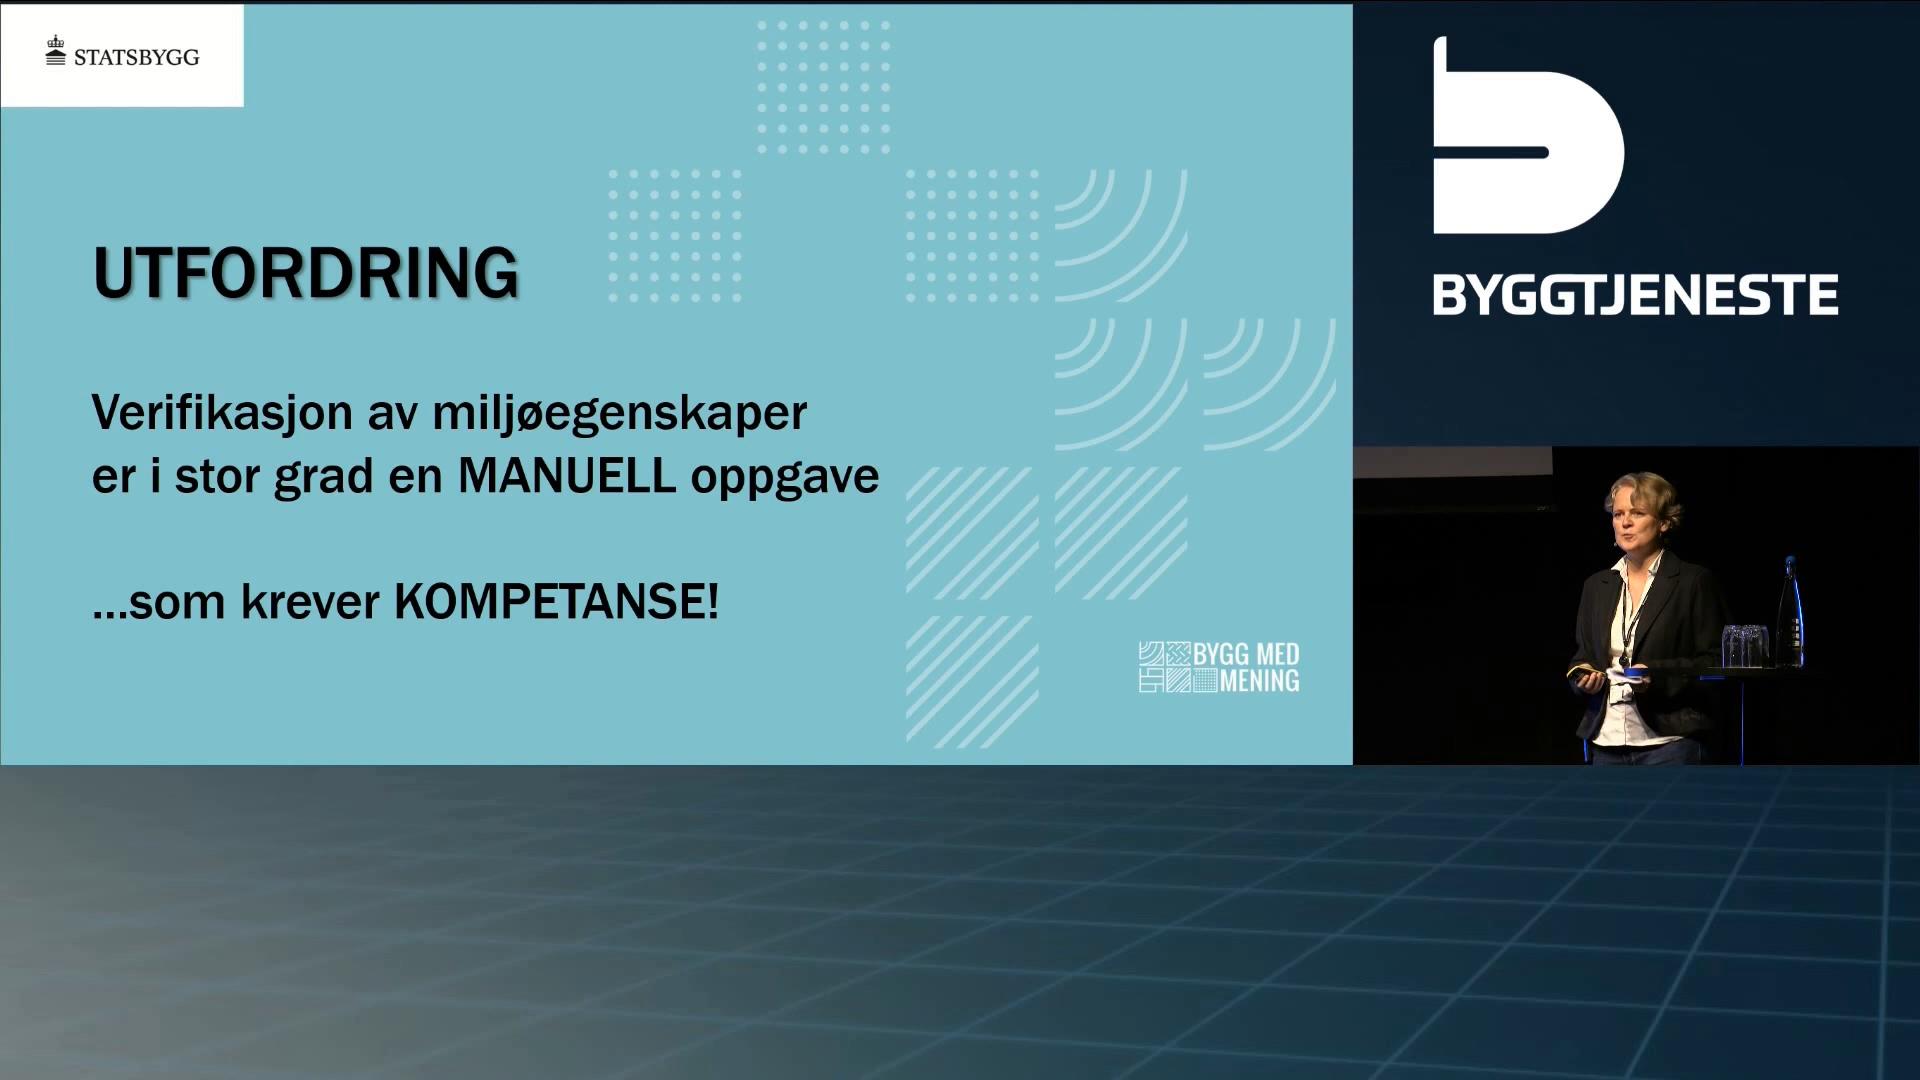 STATSBYGG
UTFORDRING
Verifikasjon av miljøegenskaper
er i stor grad en MANUELL oppgave
...som krever KOMPETANSE!
BYGG MED
MENING
BYGGTJENESTE